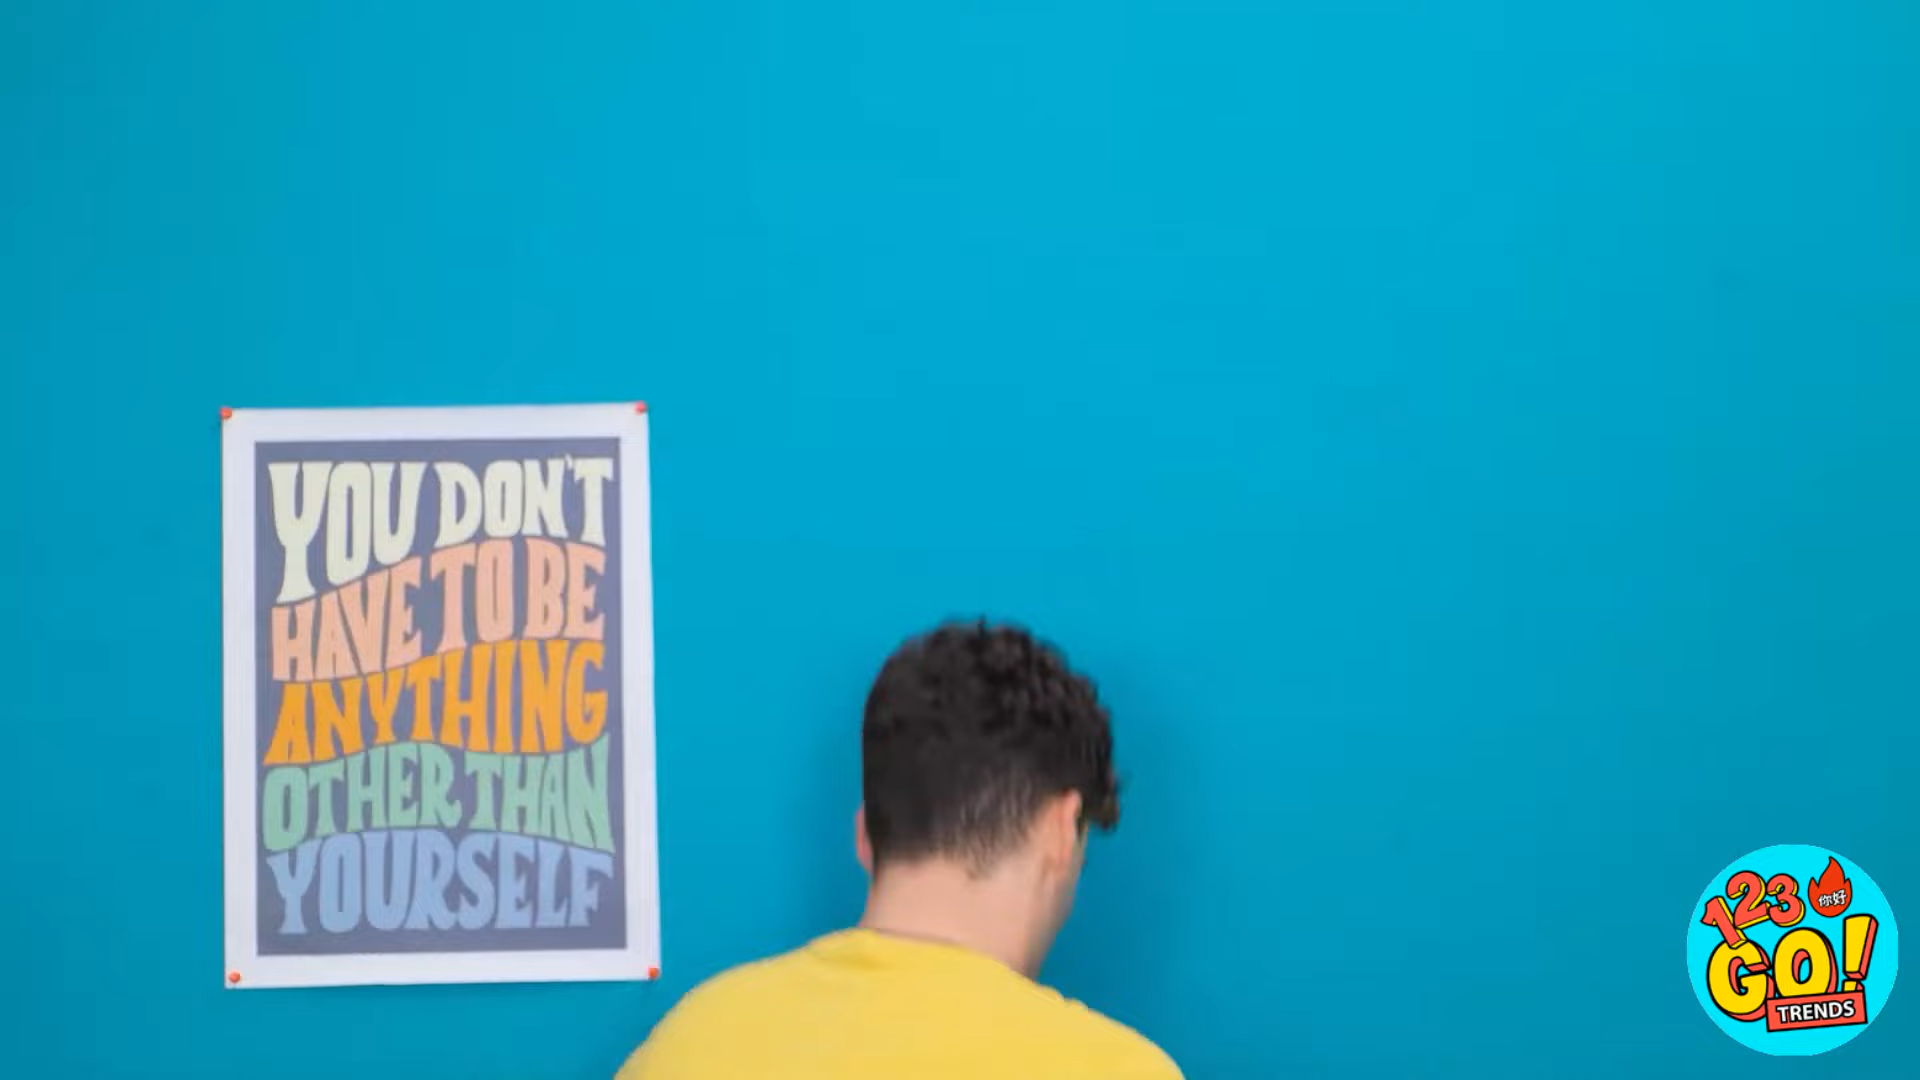 YOU DON'T
HAVE TO BE
ANYTHING
OTHER THAN
YOURSELF
123
你好
GO!
TRENDS